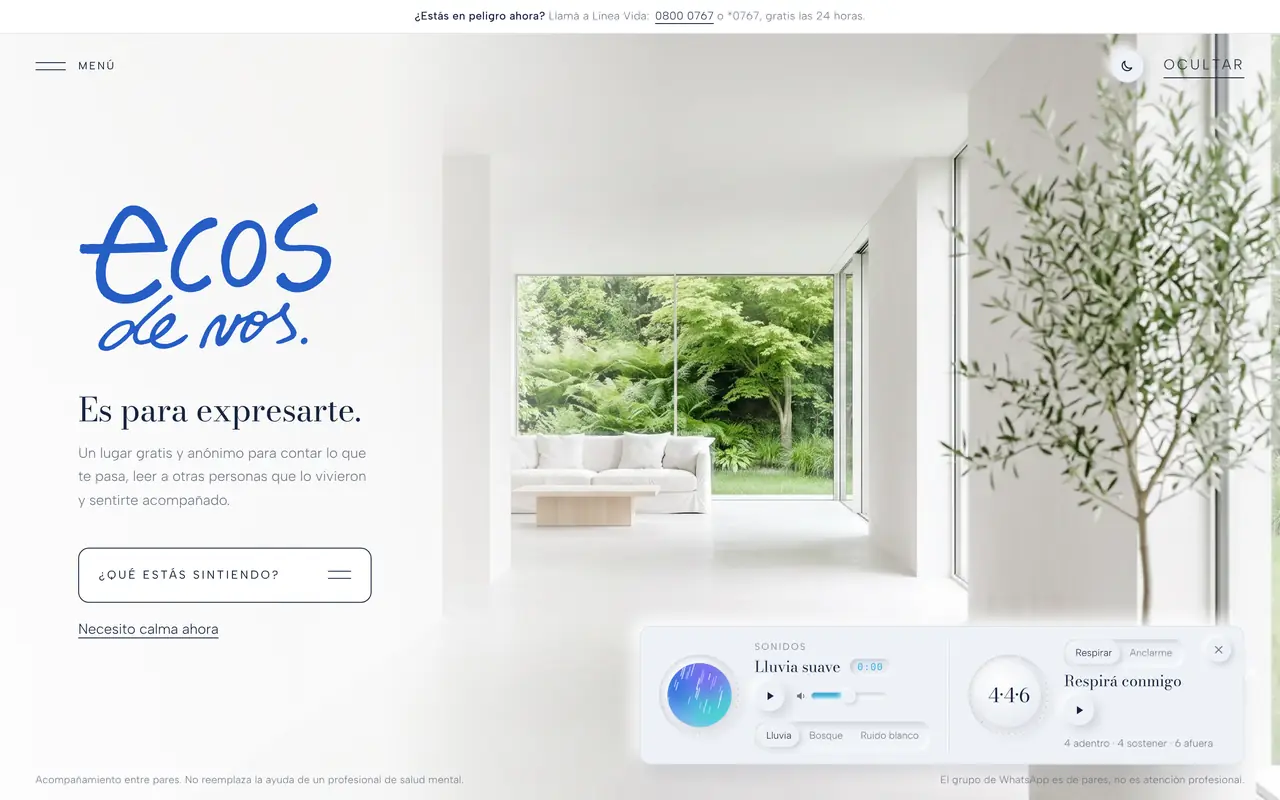 ¿Estás en peligro ahora? Llamá a Línea Vida: 0800 0767 o *0767, gratis las 24 horas.
MENÚ
OCULTAR
ecos
de vos.
Es para expresarte.
Un lugar gratis y anónimo para contar lo que
te pasa, leer a otras personas que lo vivieron
y sentirte acompañado.
¿QUÉ ESTÁS SINTIENDO?
Necesito calma ahora
SONIDOS
Lluvia suave 0:00
Lluvia Bosque Ruido blanco
4·4·6
Respirar Anclarme
Respirá conmigo
4 adentro · 4 sostener · 6 afuera
Acompañamiento entre pares. No reemplaza la ayuda de un profesional de salud mental.
El grupo de WhatsApp es de pares, no es atención profesional.